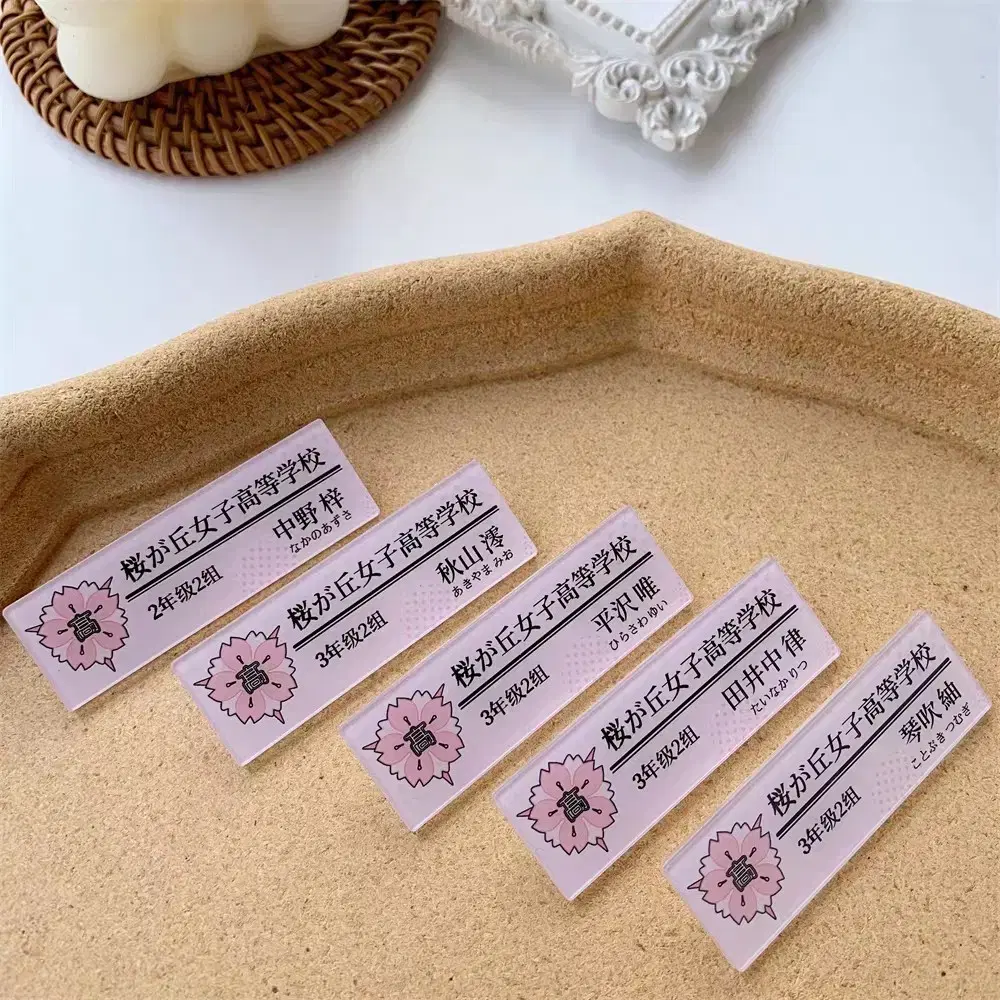 桜が丘女子高等学校
2年级2组
中野 梓
なかのあずさ
高
桜が丘女子高等学校
3年级2组
秋山 澪
あきやま みお
高
桜が丘女子高等学校
3年级2组
平沢 唯
ひらさわ ゆい
高
桜が丘女子高等学校
3年级2组
田井中 律
たいなか りつ
高
桜が丘女子高等学校
3年级2组
琴吹 紬
ことぶき つむぎ
高